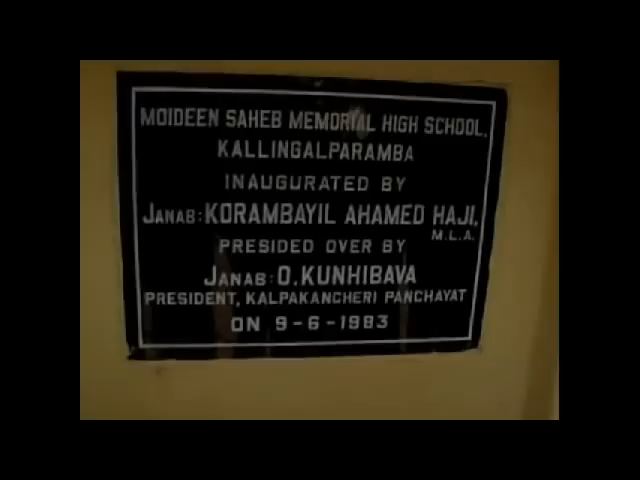 MOIDEEN SAHEB MEMORIAL HIGH SCHOOL,
KALLINGALPARAMBA
INAUGURATED BY
JANAB: KORAMBAYIL AHAMED HAJI,
M.L.A.
PRESIDED OVER BY
JANAB: O. KUNHIBAVA
PRESIDENT, KALPAKANCHERI PANCHAYAT
ON 9-6-1983